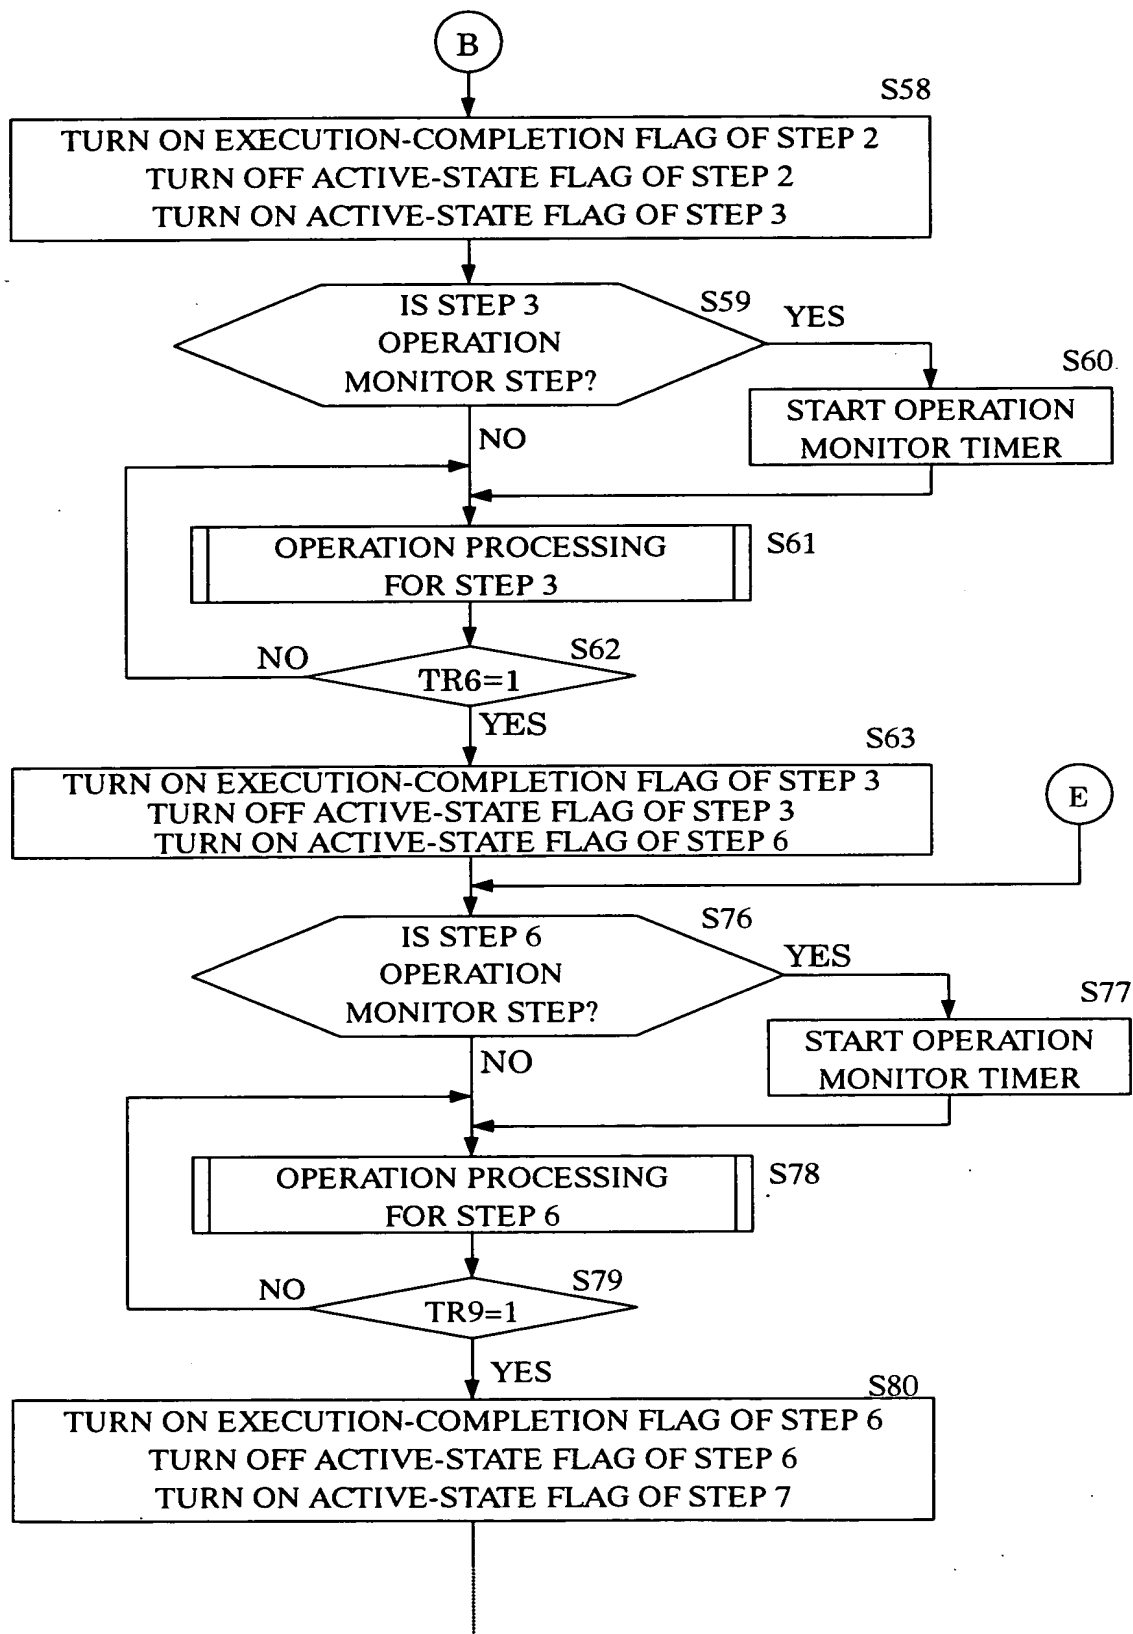 B
S58
TURN ON EXECUTION-COMPLETION FLAG OF STEP 2
TURN OFF ACTIVE-STATE FLAG OF STEP 2
TURN ON ACTIVE-STATE FLAG OF STEP 3
IS STEP 3
OPERATION
MONITOR STEP?
S59
YES
S60
START OPERATION
MONITOR TIMER
NO
OPERATION PROCESSING
FOR STEP 3
S61
S62
NO
TR6=1
YES
S63
TURN ON EXECUTION-COMPLETION FLAG OF STEP 3
TURN OFF ACTIVE-STATE FLAG OF STEP 3
TURN ON ACTIVE-STATE FLAG OF STEP 6
E
IS STEP 6
OPERATION
MONITOR STEP?
S76
YES
S77
START OPERATION
MONITOR TIMER
NO
OPERATION PROCESSING
FOR STEP 6
S78
S79
NO
TR9=1
YES
S80
TURN ON EXECUTION-COMPLETION FLAG OF STEP 6
TURN OFF ACTIVE-STATE FLAG OF STEP 6
TURN ON ACTIVE-STATE FLAG OF STEP 7